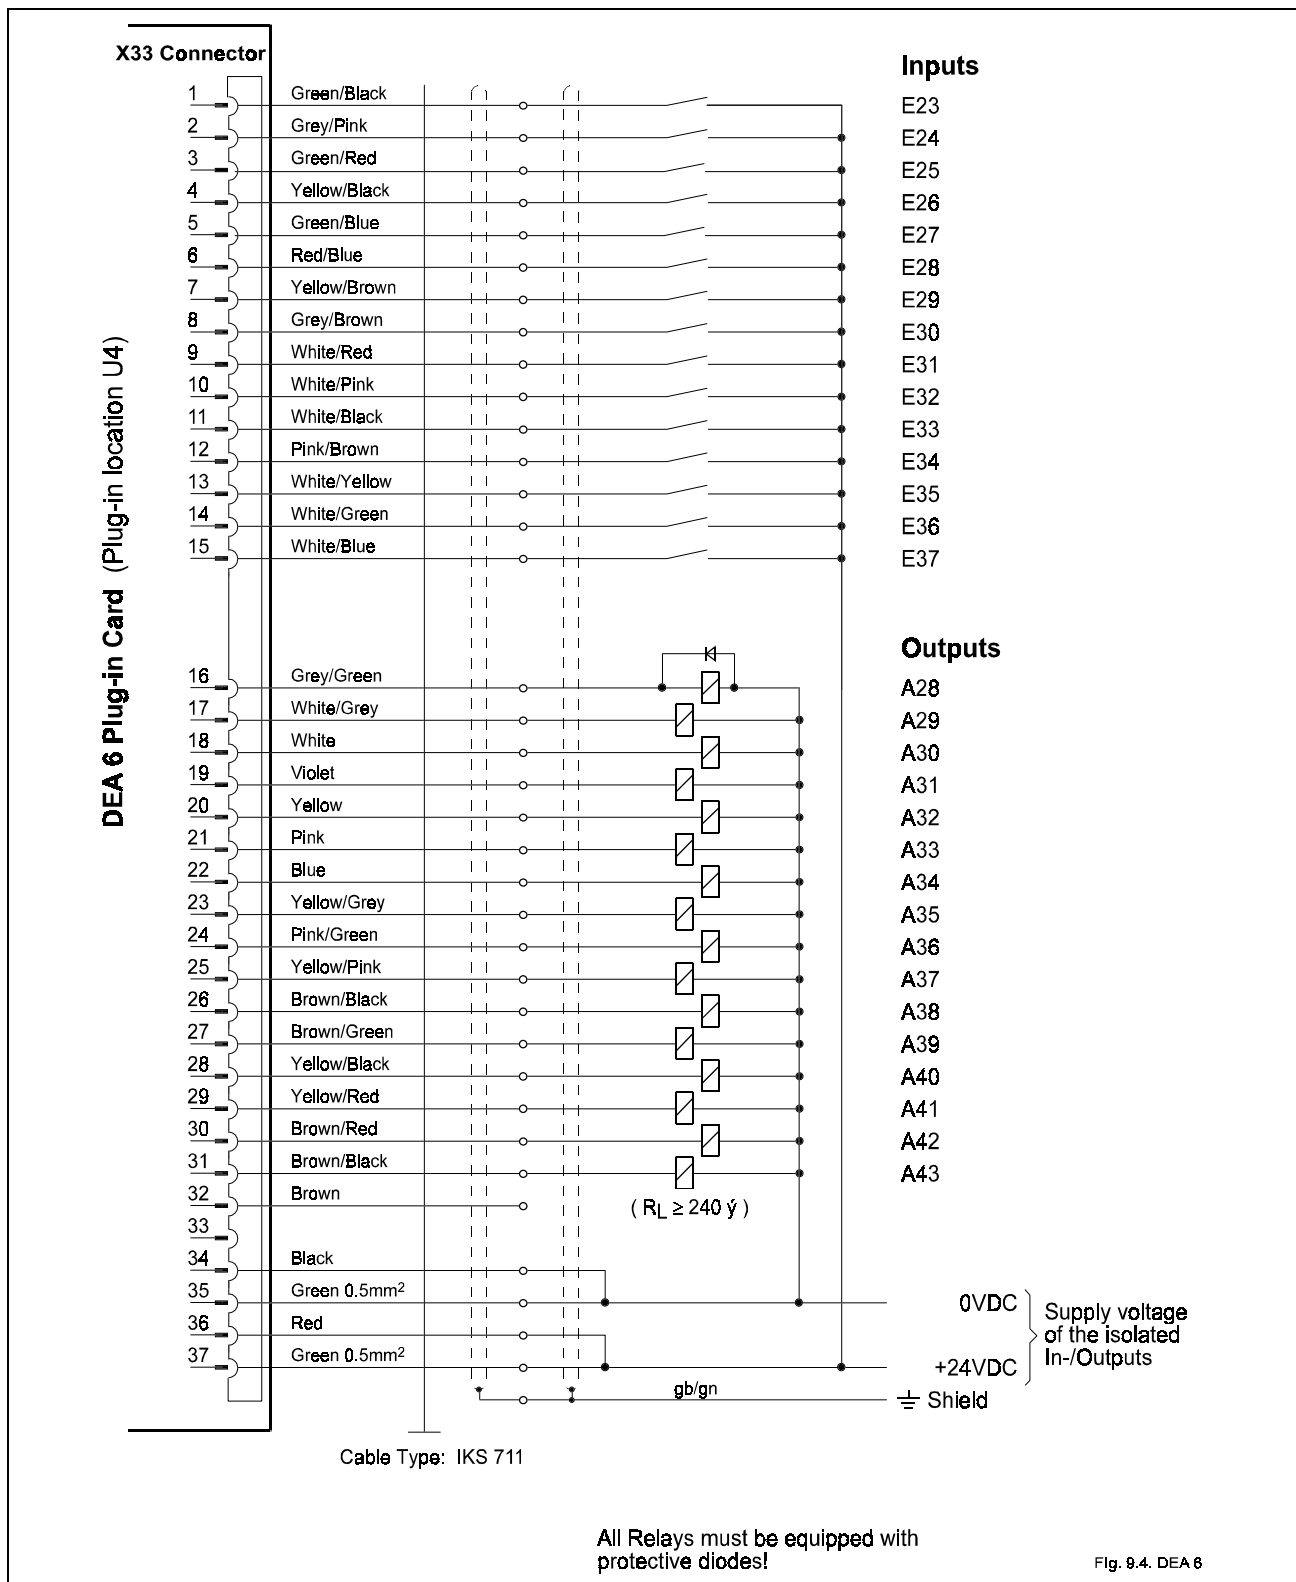 X33 Connector
Inputs
1 Green/Black E23
2 Grey/Pink E24
3 Green/Red E25
4 Yellow/Black E26
5 Green/Blue E27
6 Red/Blue E28
7 Yellow/Brown E29
8 Grey/Brown E30
9 White/Red E31
10 White/Pink E32
11 White/Black E33
12 Pink/Brown E34
13 White/Yellow E35
14 White/Green E36
15 White/Blue E37
DEA 6 Plug-in Card (Plug-in location U4)
Outputs
16 Grey/Green A28
17 White/Grey A29
18 White A30
19 Violet A31
20 Yellow A32
21 Pink A33
22 Blue A34
23 Yellow/Grey A35
24 Pink/Green A36
25 Yellow/Pink A37
26 Brown/Black A38
27 Brown/Green A39
28 Yellow/Black A40
29 Yellow/Red A41
30 Brown/Red A42
31 Brown/Black A43
32 Brown
( RL ≥ 240 ý )
33
34 Black
35 Green 0.5mm²
0VDC
36 Red
37 Green 0.5mm²
+24VDC
Supply voltage
of the isolated
In-/Outputs
gb/gn
Shield
Cable Type: IKS 711
All Relays must be equipped with
protective diodes!
Fig. 9.4. DEA 6